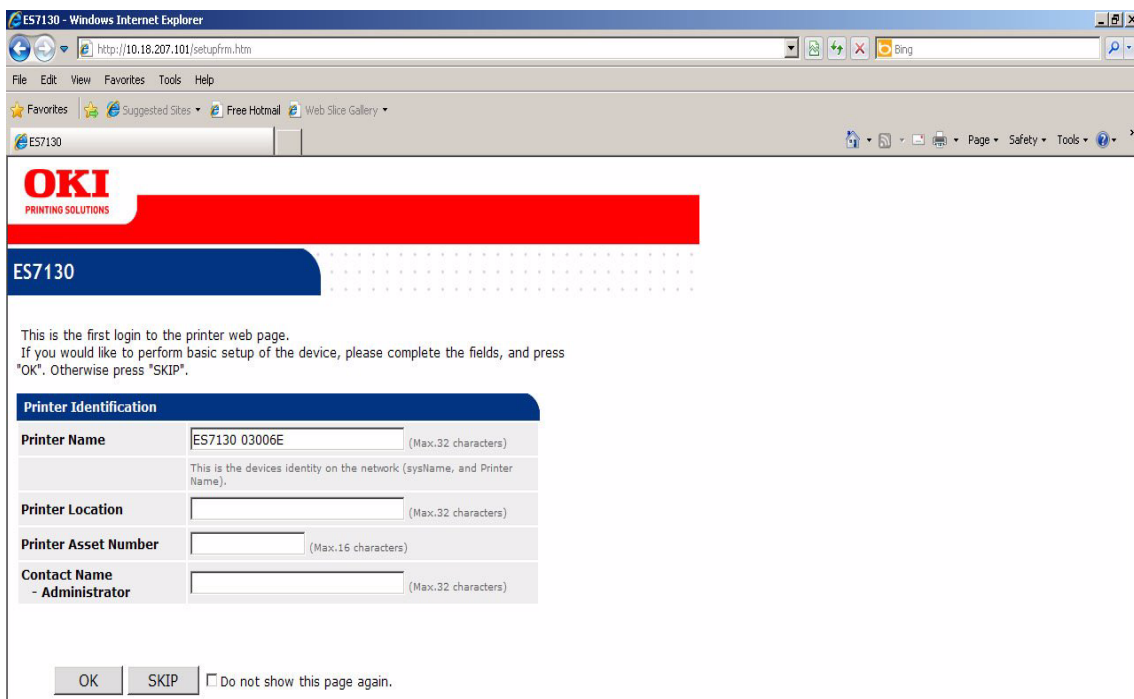 ES7130 - Windows Internet Explorer
http://10.18.207.101/setupfrm.htm
Bing
File Edit View Favorites Tools Help
Favorites Suggested Sites Free Hotmail Web Slice Gallery
ES7130
Page Safety Tools
OKI
PRINTING SOLUTIONS
ES7130
This is the first login to the printer web page.
If you would like to perform basic setup of the device, please complete the fields, and press
"OK". Otherwise press "SKIP".
Printer Identification
Printer Name ES7130 03006E (Max.32 characters)
This is the devices identity on the network (sysName, and Printer
Name).
Printer Location (Max.32 characters)
Printer Asset Number (Max.16 characters)
Contact Name
- Administrator (Max.32 characters)
OK SKIP Do not show this page again.